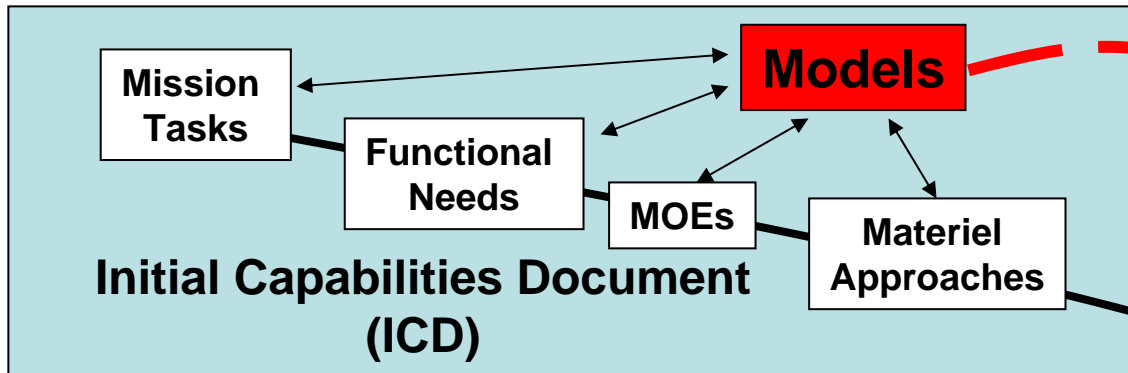 Models
Mission
Tasks
Functional
Needs
MOEs
Materiel
Approaches
Initial Capabilities Document
(ICD)